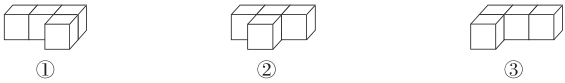 ① ② ③